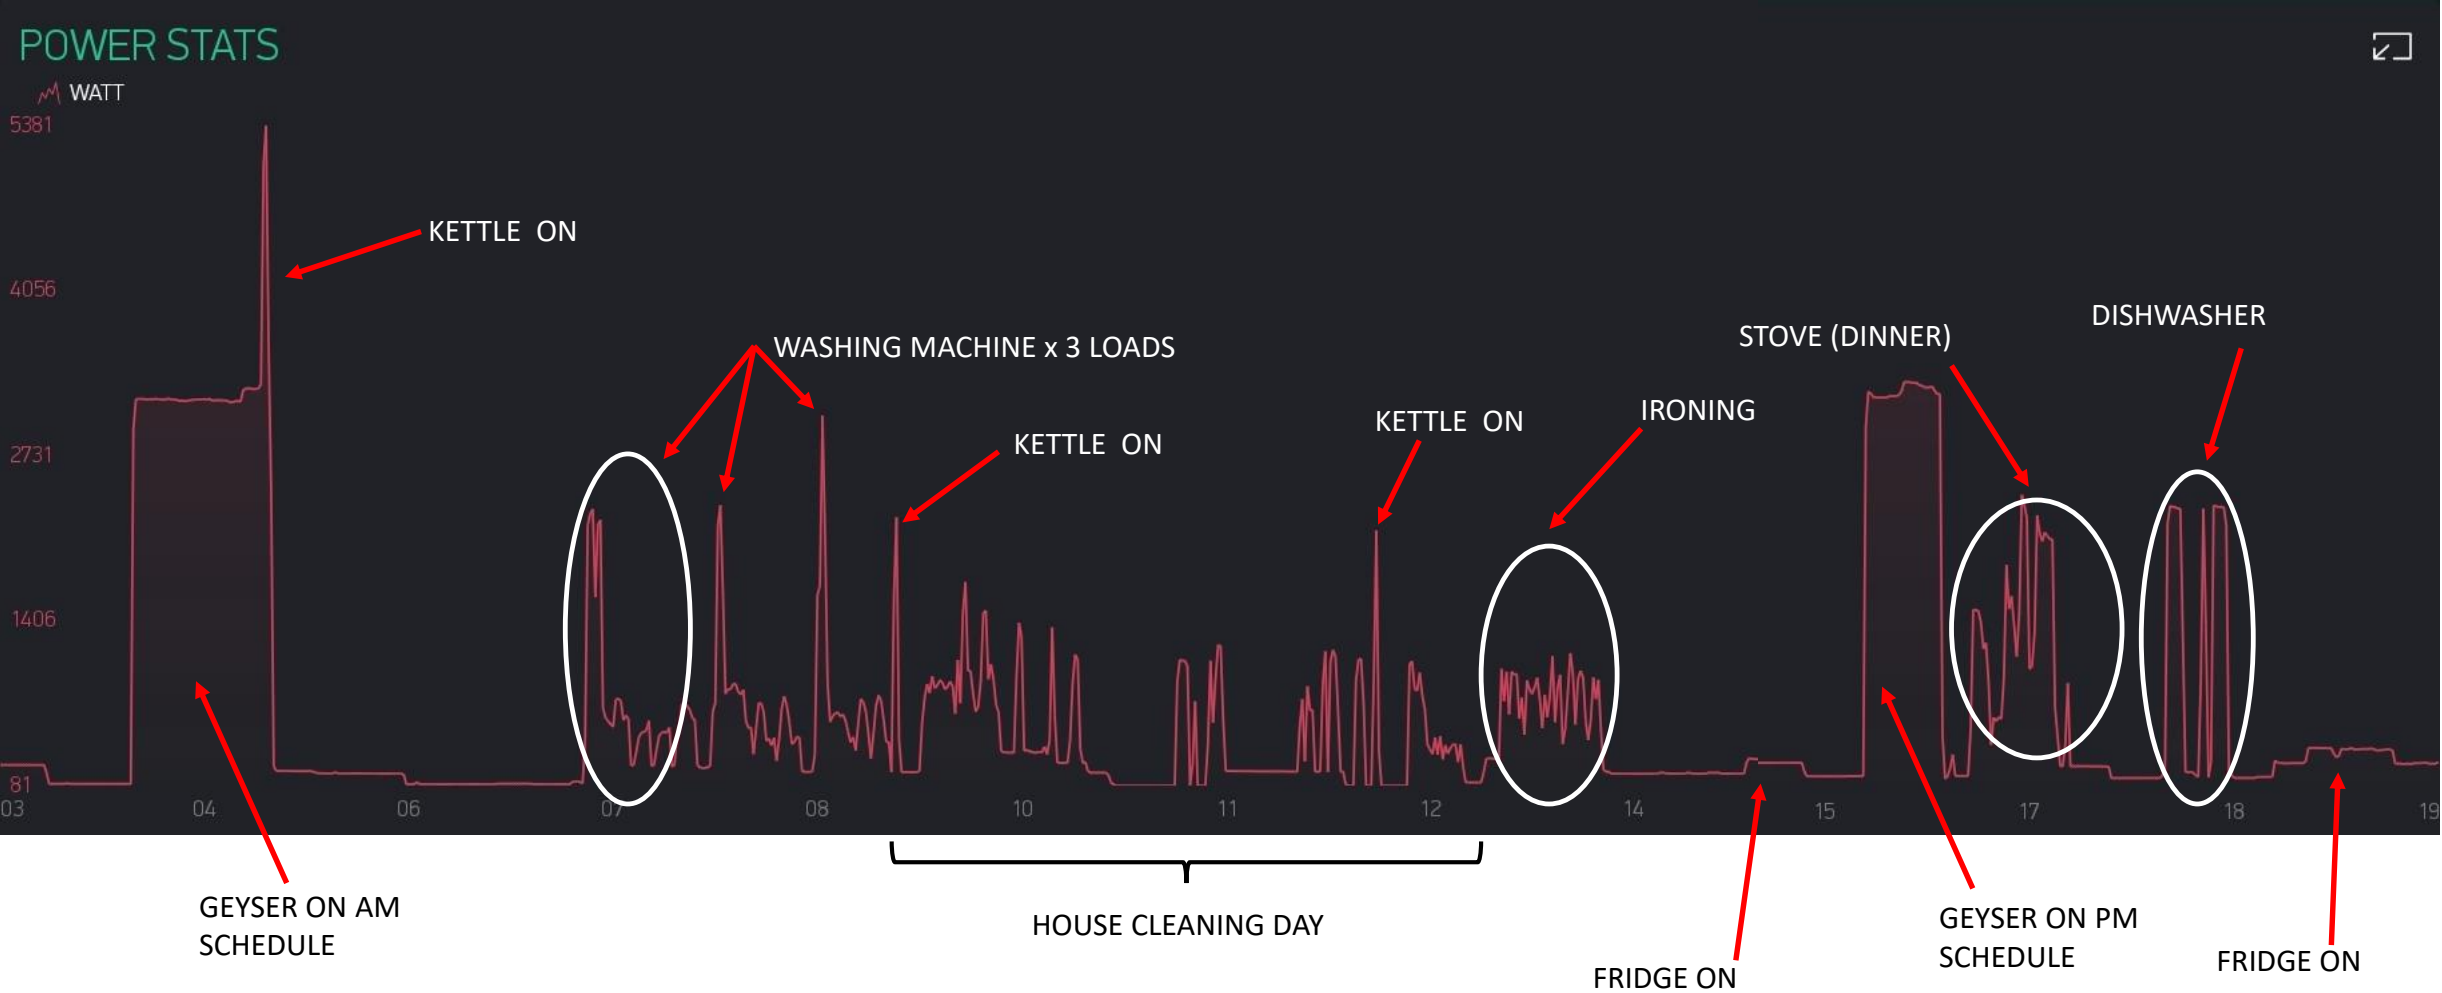 POWER STATS
WATT
5381
KETTLE  ON
4056
DISHWASHER
STOVE (DINNER)
WASHING MACHINE x 3 LOADS
IRONING
KETTLE  ON
KETTLE  ON
2731
1406
81
03 04 06 07 08 10 11 12 14 15 17 18 19
GEYSER ON AM
SCHEDULE
HOUSE CLEANING DAY
GEYSER ON PM
SCHEDULE
FRIDGE ON
FRIDGE ON